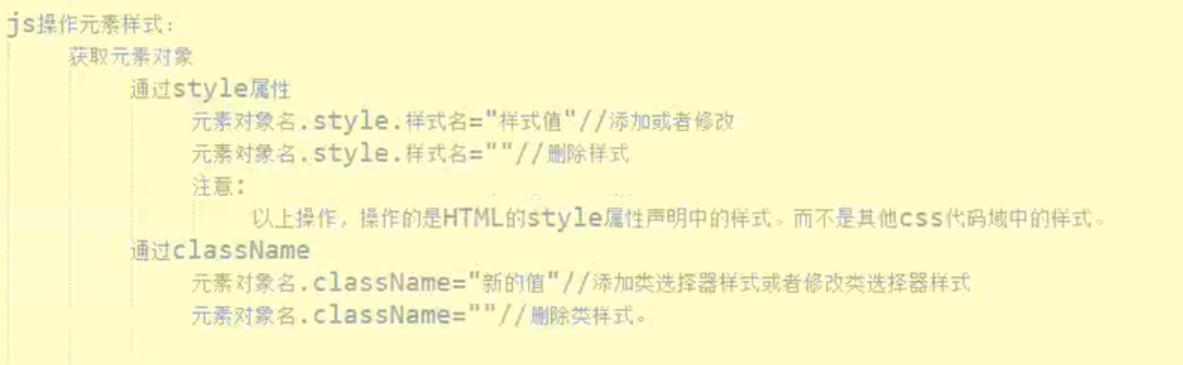 js操作元素样式:
获取元素对象
通过style属性
元素对象名.style.样式名="样式值"//添加或者修改
元素对象名.style.样式名=""//删除样式
注意:
以上操作，操作的是HTML的style属性声明中的样式。而不是其他css代码域中的样式。
通过className
元素对象名.className="新的值"//添加类选择器样式或者修改类选择器样式
元素对象名.className=""//删除类样式。